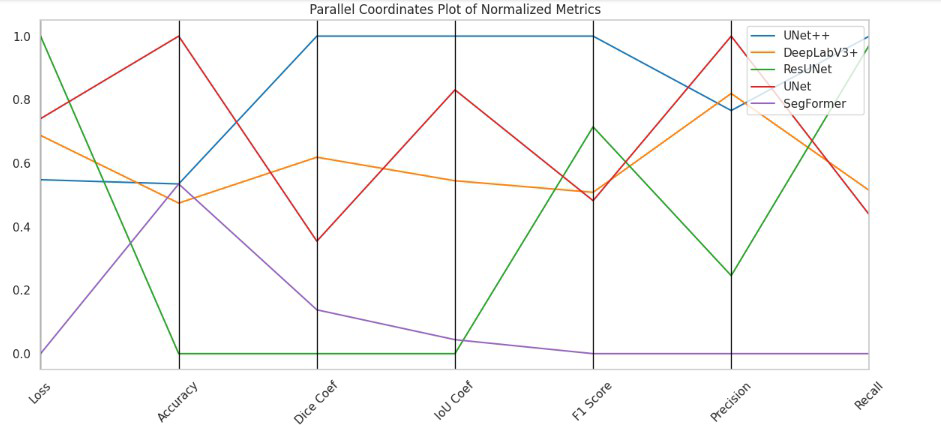 Parallel Coordinates Plot of Normalized Metrics
1.0
0.8
0.6
0.4
0.2
0.0
UNet++
DeepLabV3+
ResUNet
UNet
SegFormer
Loss
Accuracy
Dice Coef
IoU Coef
F1 Score
Precision
Recall